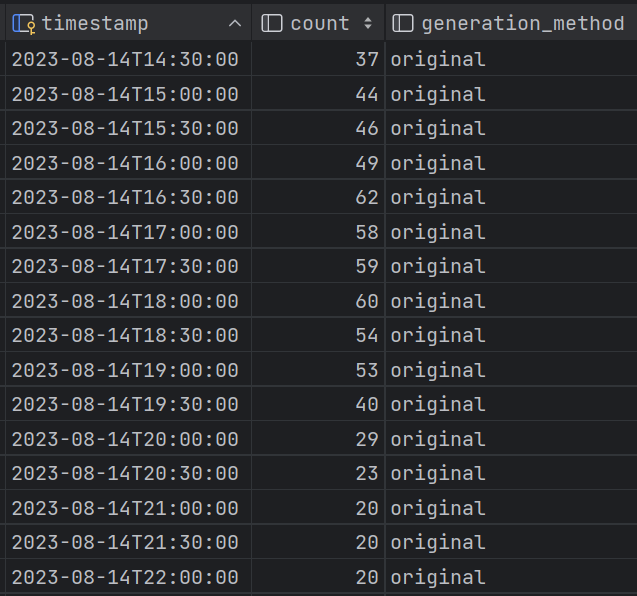 timestamp count generation_method
2023-08-14T14:30:00 37 original
2023-08-14T15:00:00 44 original
2023-08-14T15:30:00 46 original
2023-08-14T16:00:00 49 original
2023-08-14T16:30:00 62 original
2023-08-14T17:00:00 58 original
2023-08-14T17:30:00 59 original
2023-08-14T18:00:00 60 original
2023-08-14T18:30:00 54 original
2023-08-14T19:00:00 53 original
2023-08-14T19:30:00 40 original
2023-08-14T20:00:00 29 original
2023-08-14T20:30:00 23 original
2023-08-14T21:00:00 20 original
2023-08-14T21:30:00 20 original
2023-08-14T22:00:00 20 original